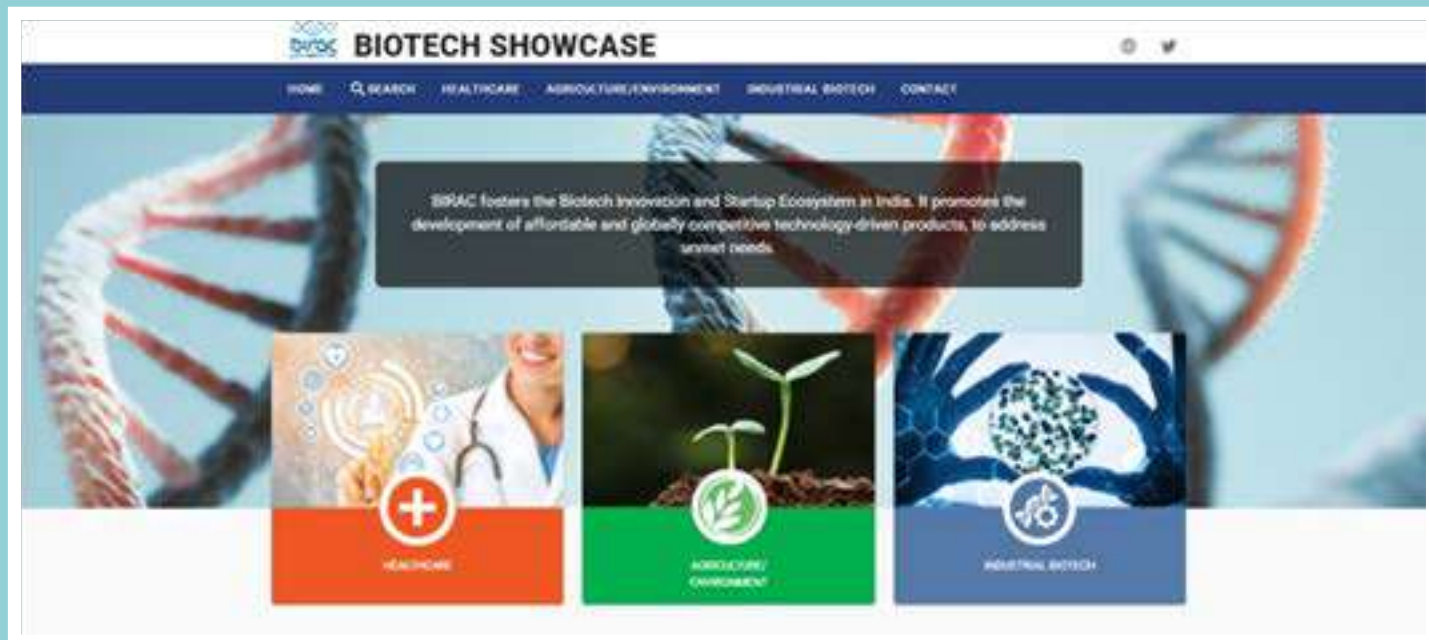 birac BIOTECH SHOWCASE
HOME SEARCH HEALTHCARE AGRICULTURE/ENVIRONMENT INDUSTRIAL BIOTECH CONTACT
BIRAC fosters the Biotech Innovation and Startup Ecosystem in India. It promotes the
development of affordable and globally competitive technology-driven products, to address
unmet needs.
HEALTHCARE
AGRICULTURE/
ENVIRONMENT
INDUSTRIAL BIOTECH